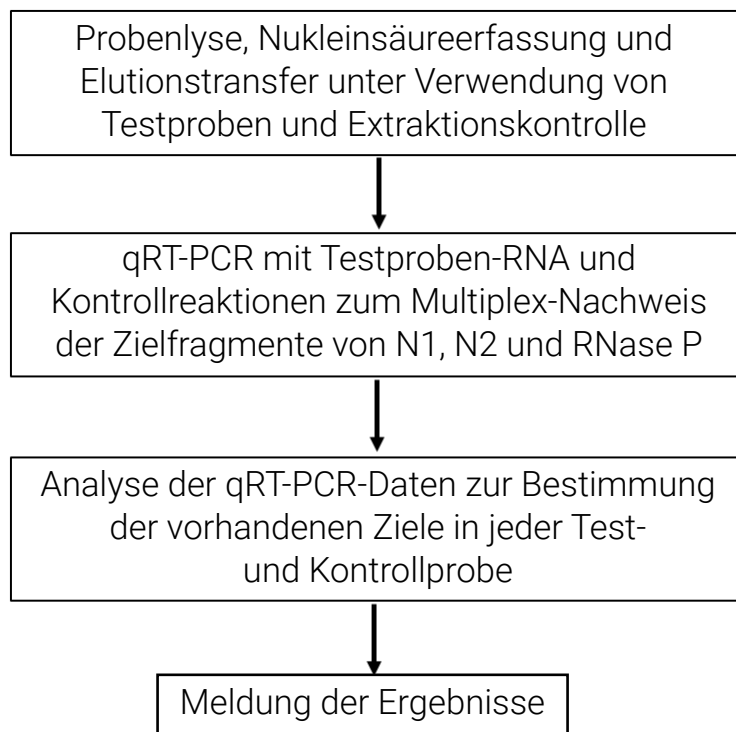 Probenlyse, Nukleinsäureerfassung und
Elutionstransfer unter Verwendung von
Testproben und Extraktionskontrolle
qRT-PCR mit Testproben-RNA und
Kontrollreaktionen zum Multiplex-Nachweis
der Zielfragmente von N1, N2 und RNase P
Analyse der qRT-PCR-Daten zur Bestimmung
der vorhandenen Ziele in jeder Test-
und Kontrollprobe
Meldung der Ergebnisse